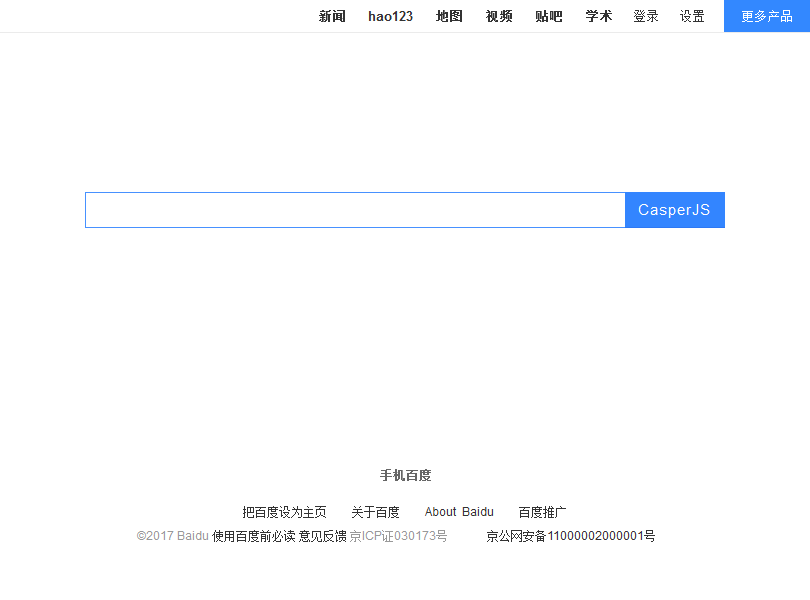 新闻 hao123 地图 视频 贴吧 学术 登录 设置 更多产品
CasperJS
手机百度
把百度设为主页 关于百度 About Baidu 百度推广
©2017 Baidu 使用百度前必读 意见反馈 京ICP证030173号 京公网安备11000002000001号